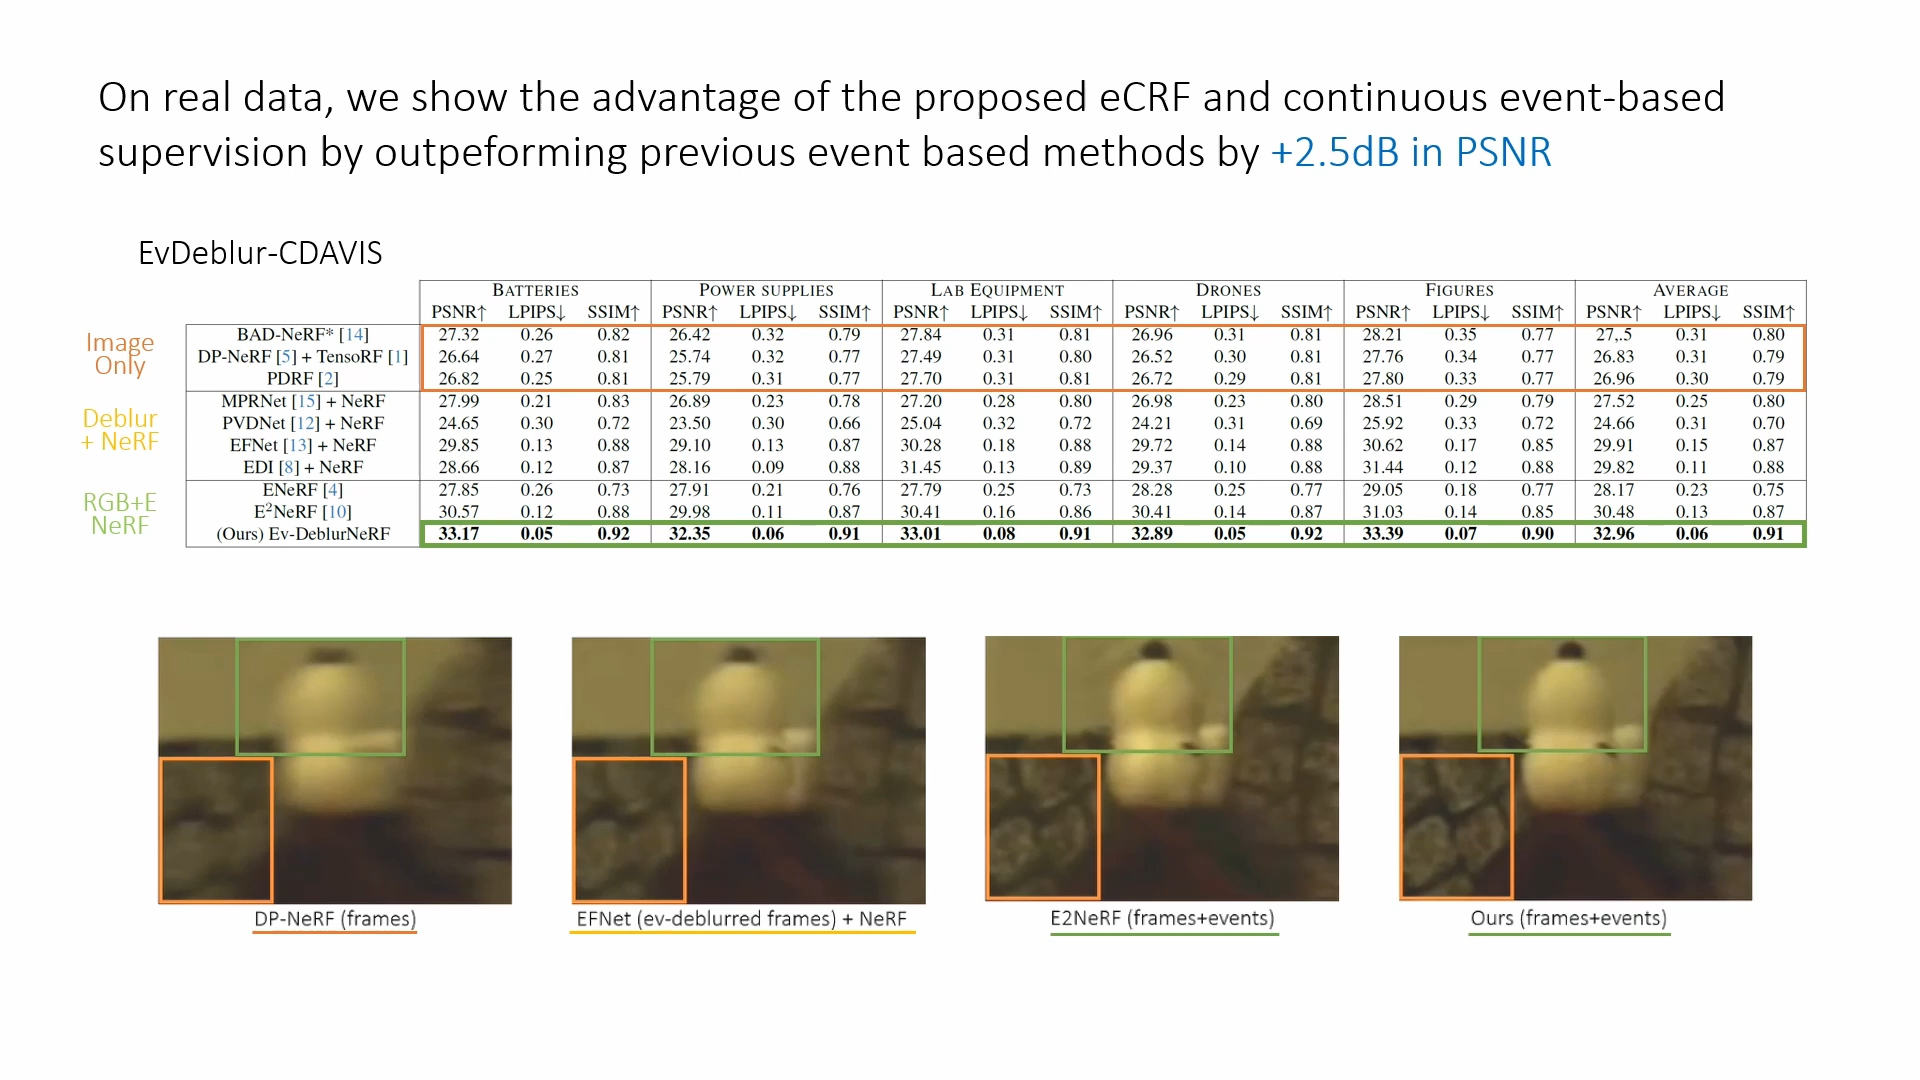 On real data, we show the advantage of the proposed eCRF and continuous event-based
supervision by outpeforming previous event based methods by +2.5dB in PSNR
EvDeblur-CDAVIS
BATTERIES POWER SUPPLIES LAB EQUIPMENT DRONES FIGURES AVERAGE
PSNR↑ LPIPS↓ SSIM↑ PSNR↑ LPIPS↓ SSIM↑ PSNR↑ LPIPS↓ SSIM↑ PSNR↑ LPIPS↓ SSIM↑ PSNR↑ LPIPS↓ SSIM↑ PSNR↑ LPIPS↓ SSIM↑
Image
Only
BAD-NeRF* [14] 27.32 0.26 0.82 26.42 0.32 0.79 27.84 0.31 0.81 26.96 0.31 0.81 28.21 0.35 0.77 27,.5 0.31 0.80
DP-NeRF [5] + TensoRF [1] 26.64 0.27 0.81 25.74 0.32 0.77 27.49 0.31 0.80 26.52 0.30 0.81 27.76 0.34 0.77 26.83 0.31 0.79
PDRF [2] 26.82 0.25 0.81 25.79 0.31 0.77 27.70 0.31 0.81 26.72 0.29 0.81 27.80 0.33 0.77 26.96 0.30 0.79
Deblur
+ NeRF
MPRNet [15] + NeRF 27.99 0.21 0.83 26.89 0.23 0.78 27.20 0.28 0.80 26.98 0.23 0.80 28.51 0.29 0.79 27.52 0.25 0.80
PVDNet [12] + NeRF 24.65 0.30 0.72 23.50 0.30 0.66 25.04 0.32 0.72 24.21 0.31 0.69 25.92 0.33 0.72 24.66 0.31 0.70
EFNet [13] + NeRF 29.85 0.13 0.88 29.10 0.13 0.87 30.28 0.18 0.88 29.72 0.14 0.88 30.62 0.17 0.85 29.91 0.15 0.87
EDI [8] + NeRF 28.66 0.12 0.87 28.16 0.09 0.88 31.45 0.13 0.89 29.37 0.10 0.88 31.44 0.12 0.88 29.82 0.11 0.88
RGB+E
NeRF
ENeRF [4] 27.85 0.26 0.73 27.91 0.21 0.76 27.79 0.25 0.73 28.28 0.25 0.77 29.05 0.18 0.77 28.17 0.23 0.75
E²NeRF [10] 30.57 0.12 0.88 29.98 0.11 0.87 30.41 0.16 0.86 30.41 0.14 0.87 31.03 0.14 0.85 30.48 0.13 0.87
(Ours) Ev-DeblurNeRF 33.17 0.05 0.92 32.35 0.06 0.91 33.01 0.08 0.91 32.89 0.05 0.92 33.39 0.07 0.90 32.96 0.06 0.91
DP-NeRF (frames)
EFNet (ev-deblurred frames) + NeRF
E2NeRF (frames+events)
Ours (frames+events)